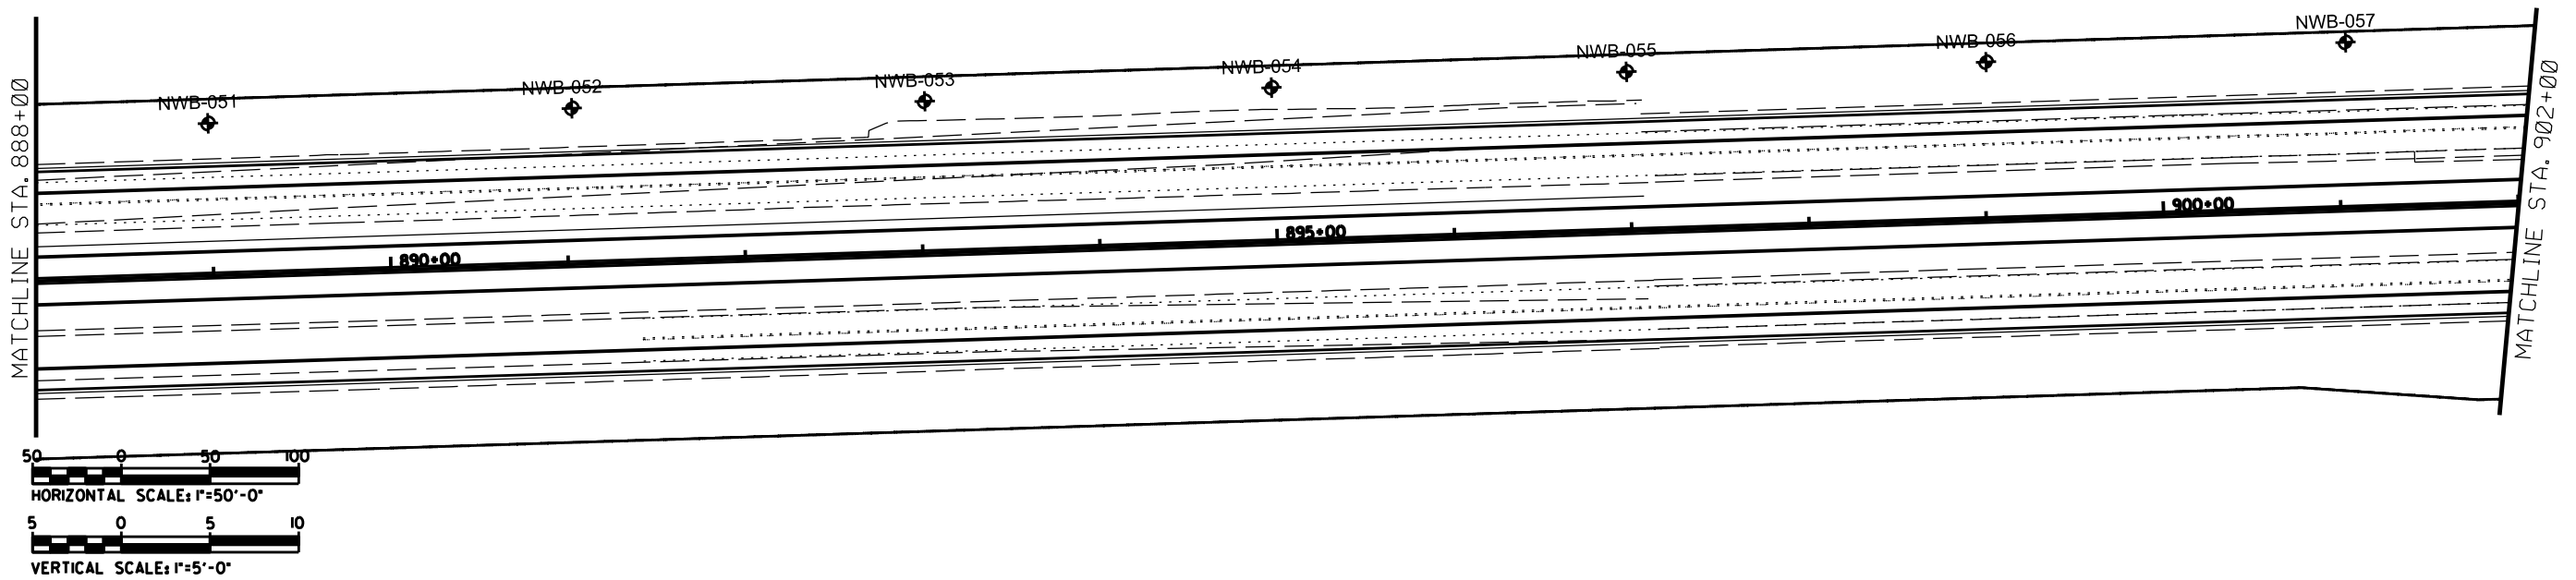 NWB-051
NWB-052
NWB-053
NWB-054
NWB-055
NWB-056
NWB-057
MATCHLINE STA. 888+00
890+00
895+00
900+00
MATCHLINE STA. 902+00
50 0 50 100
HORIZONTAL SCALE: 1"=50'-0"
5 0 5 10
VERTICAL SCALE: 1"=5'-0"